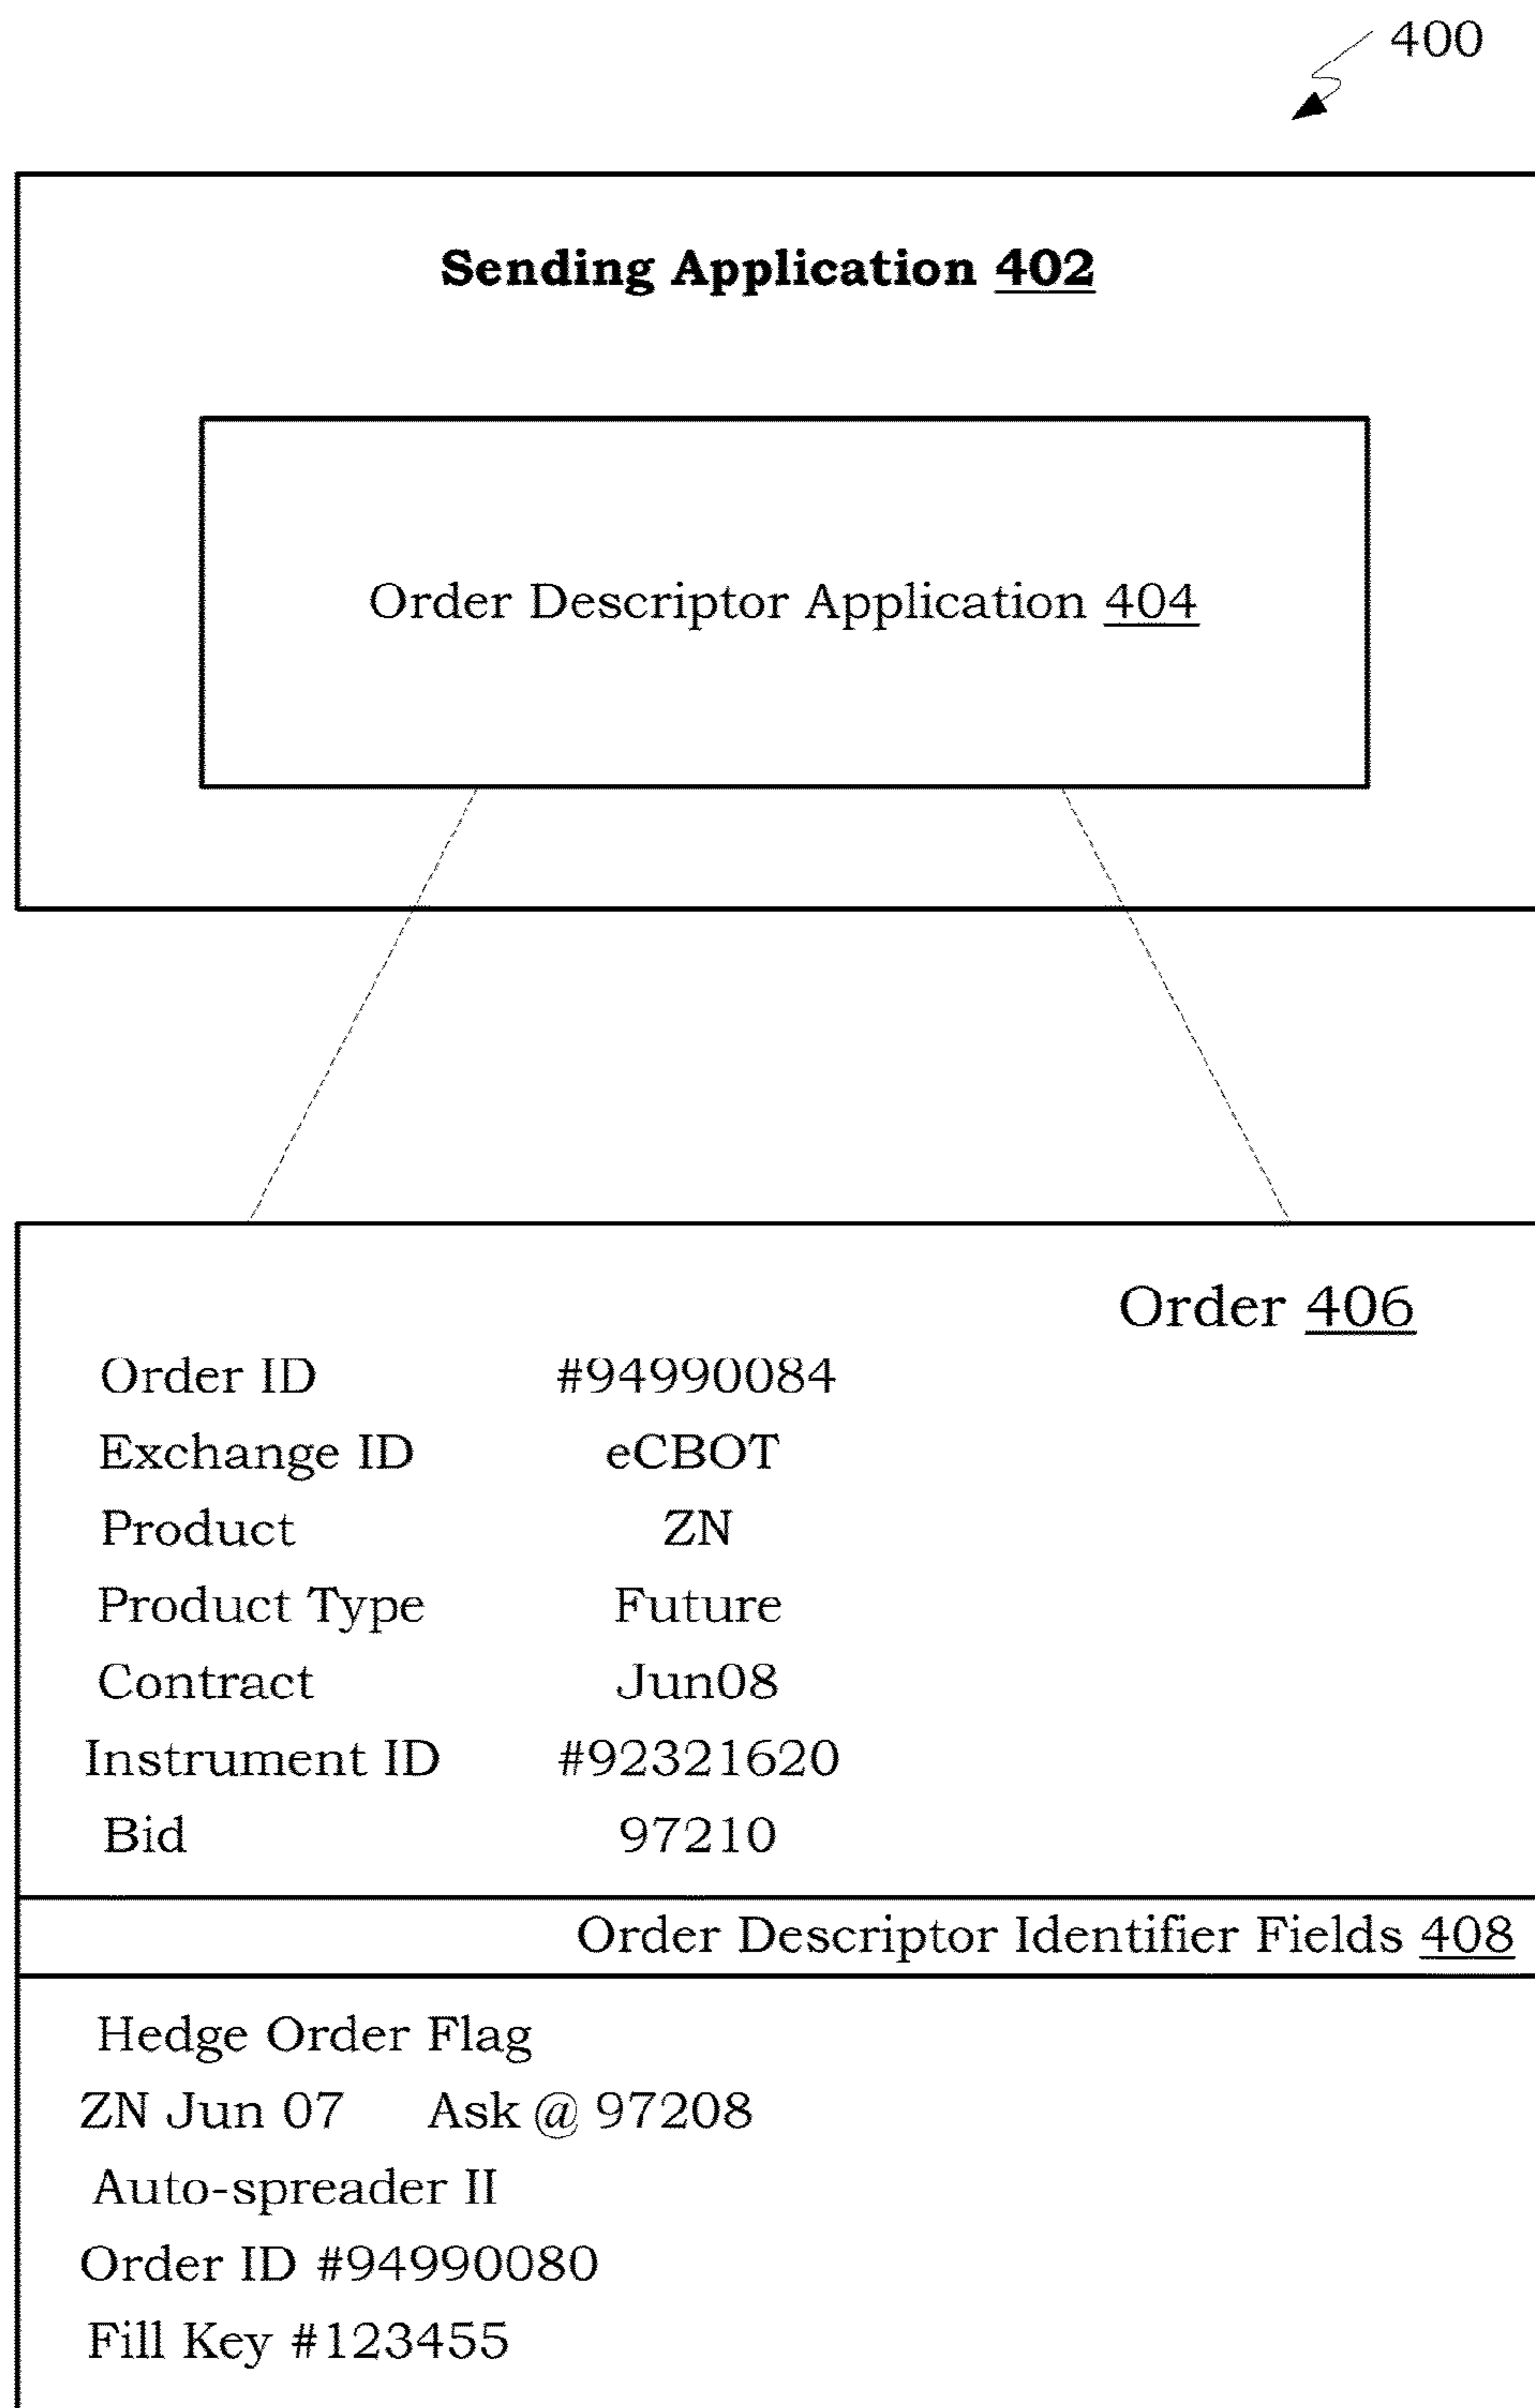 400
Sending Application 402
Order Descriptor Application 404
Order 406
Order ID #94990084
Exchange ID eCBOT
Product ZN
Product Type Future
Contract Jun08
Instrument ID #92321620
Bid 97210
Order Descriptor Identifier Fields 408
Hedge Order Flag
ZN Jun 07 Ask @ 97208
Auto-spreader II
Order ID #94990080
Fill Key #123455